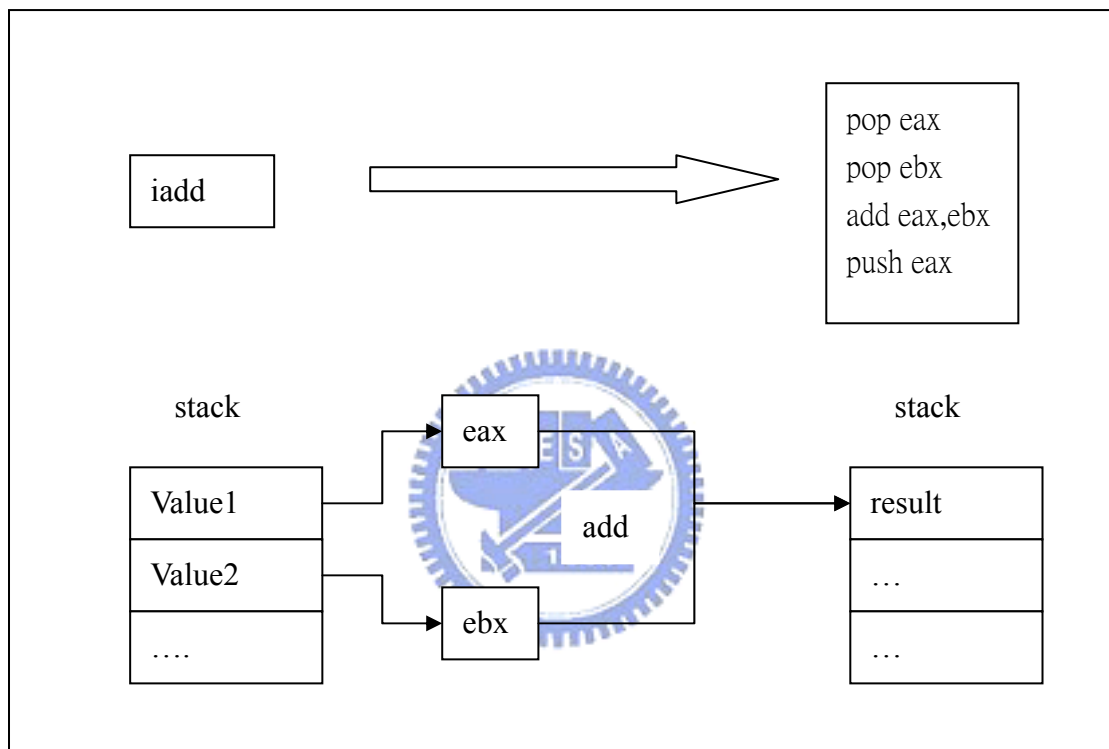 iadd
pop eax
pop ebx
add eax,ebx
push eax
stack
stack
Value1
Value2
….
eax
ebx
add
result
…
…
E S A